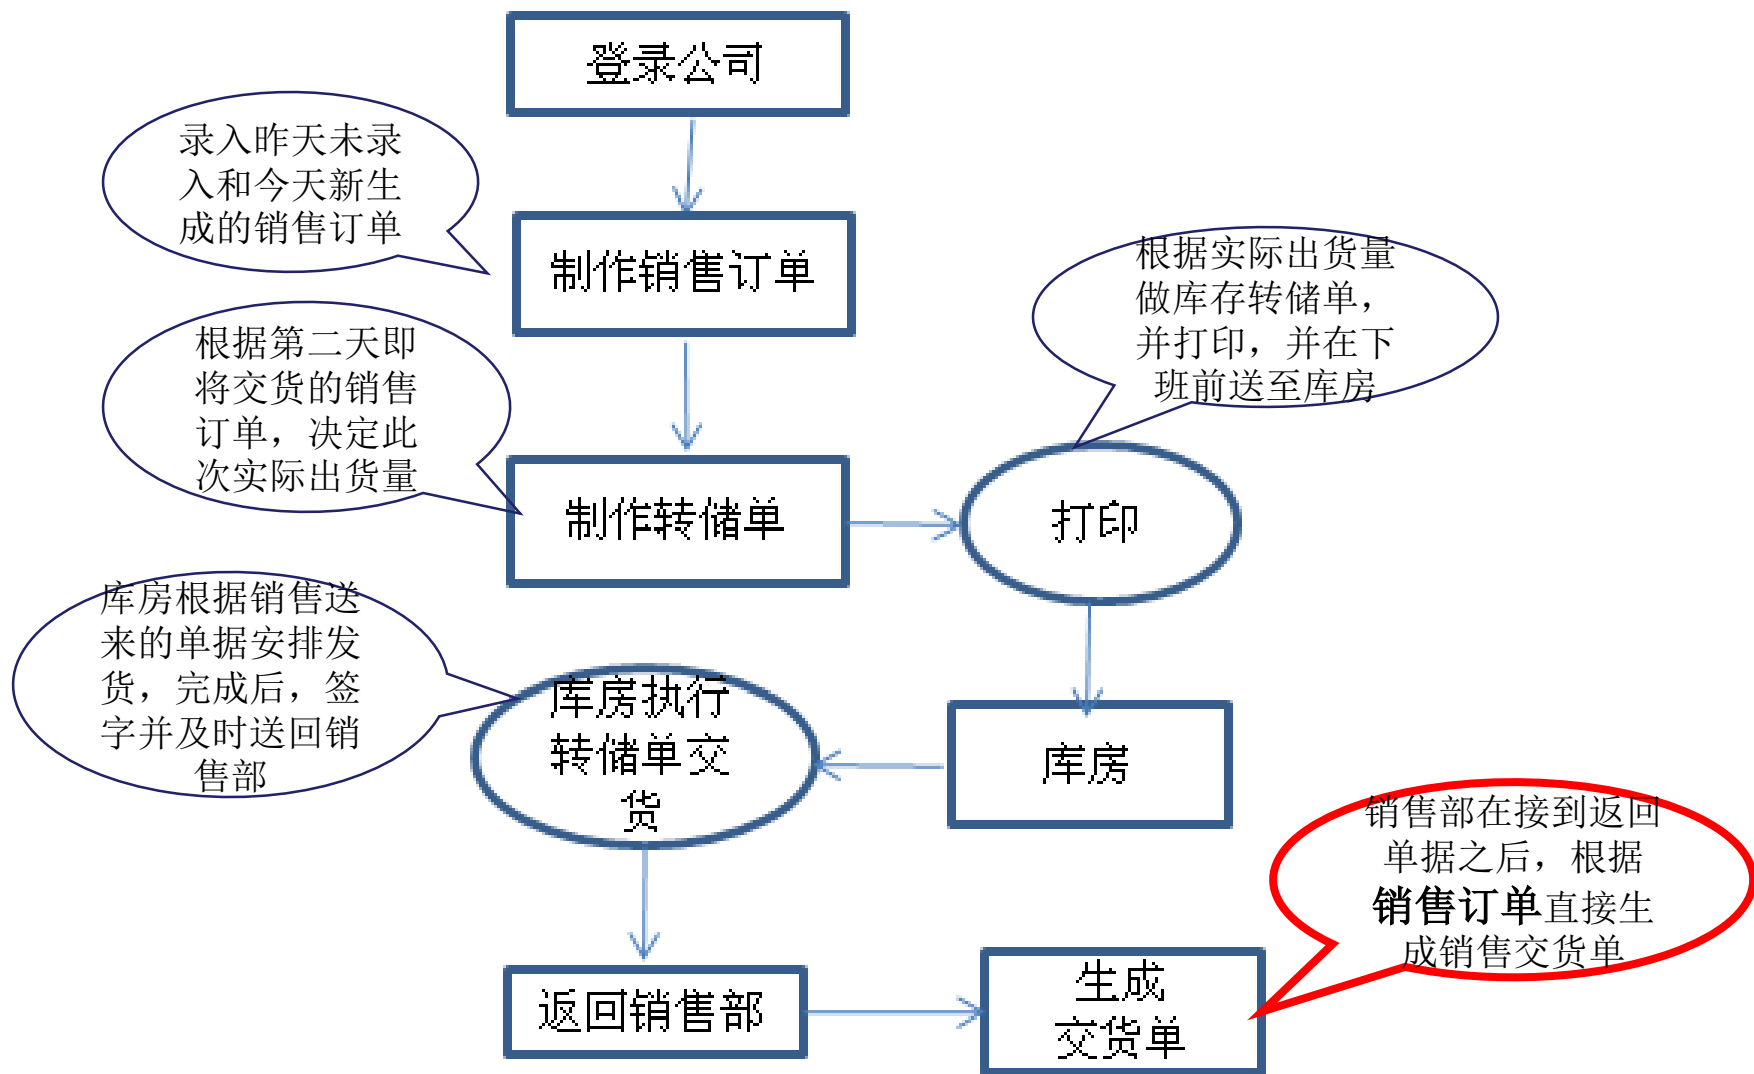 登录公司
录入昨天未录
入和今天新生
成的销售订单
制作销售订单
根据实际出货量
做库存转储单，
并打印，并在下
班前送至库房
根据第二天即
将交货的销售
订单，决定此
次实际出货量
制作转储单
打印
库房根据销售送
来的单据安排发
货，完成后，签
字并及时送回销
售部
库房执行
转储单交
货
库房
销售部在接到返回
单据之后，根据
销售订单直接生
成销售交货单
返回销售部
生成
交货单